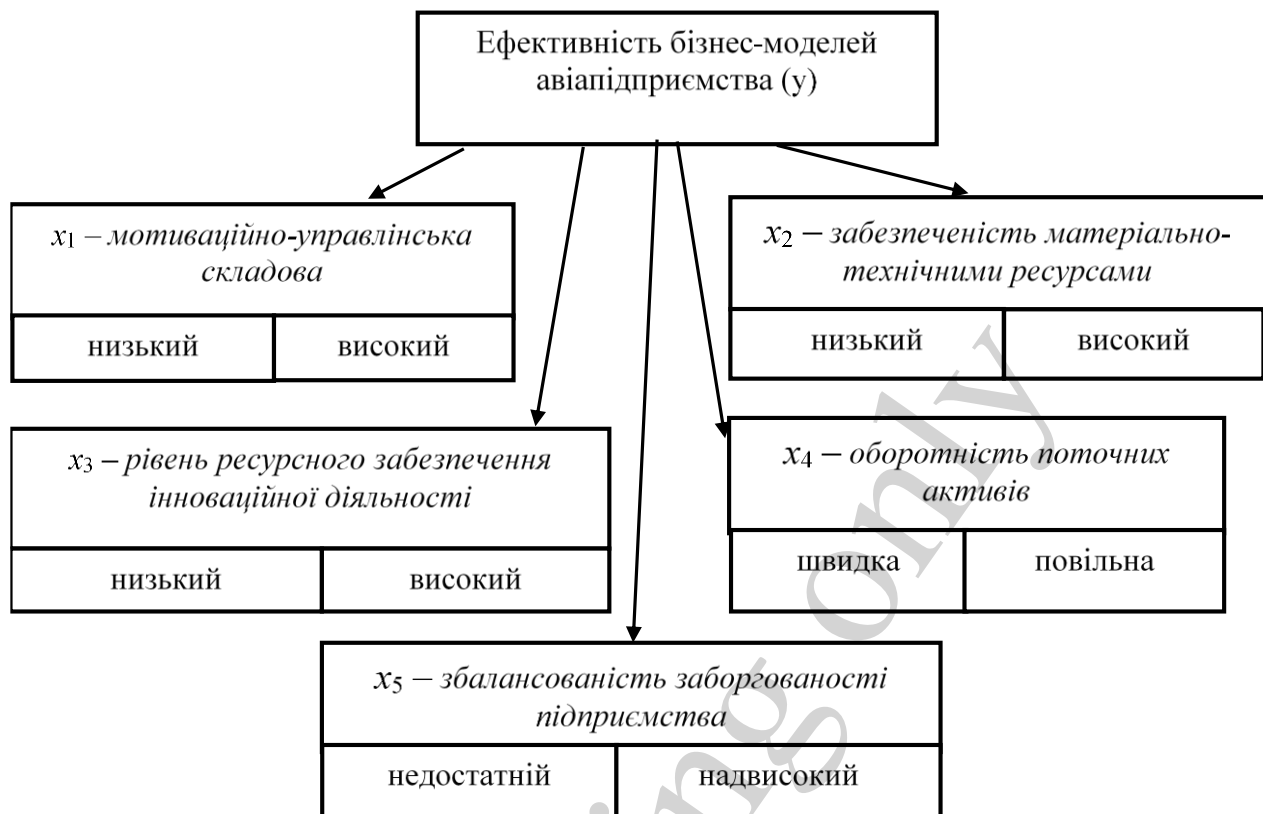 Ефективність бізнес-моделей
авіапідприємства (у)
x1 – мотиваційно-управлінська
складова
низький високий
x2 – забезпеченість матеріально-
технічними ресурсами
низький високий
x3 – рівень ресурсного забезпечення
інноваційної діяльності
низький високий
x4 – оборотність поточних
активів
швидка повільна
x5 – збалансованість заборгованості
підприємства
недостатній надвисокий
only